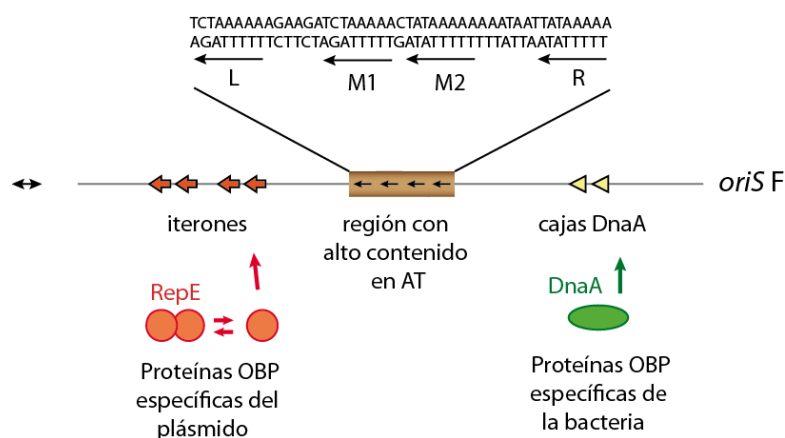 TCTAAAAAAGAAGATCTAAAAACTATAAAAAAAATAATTATAAAAA
AGATTTTTTCTTCTAGATTTTTGATATTTTTTTTATTAATATTTTT
L
M1
M2
R
oriS F
iterones
región con
alto contenido
en AT
cajas DnaA
RepE
DnaA
Proteínas OBP
específicas del
plásmido
Proteínas OBP
específicas de
la bacteria